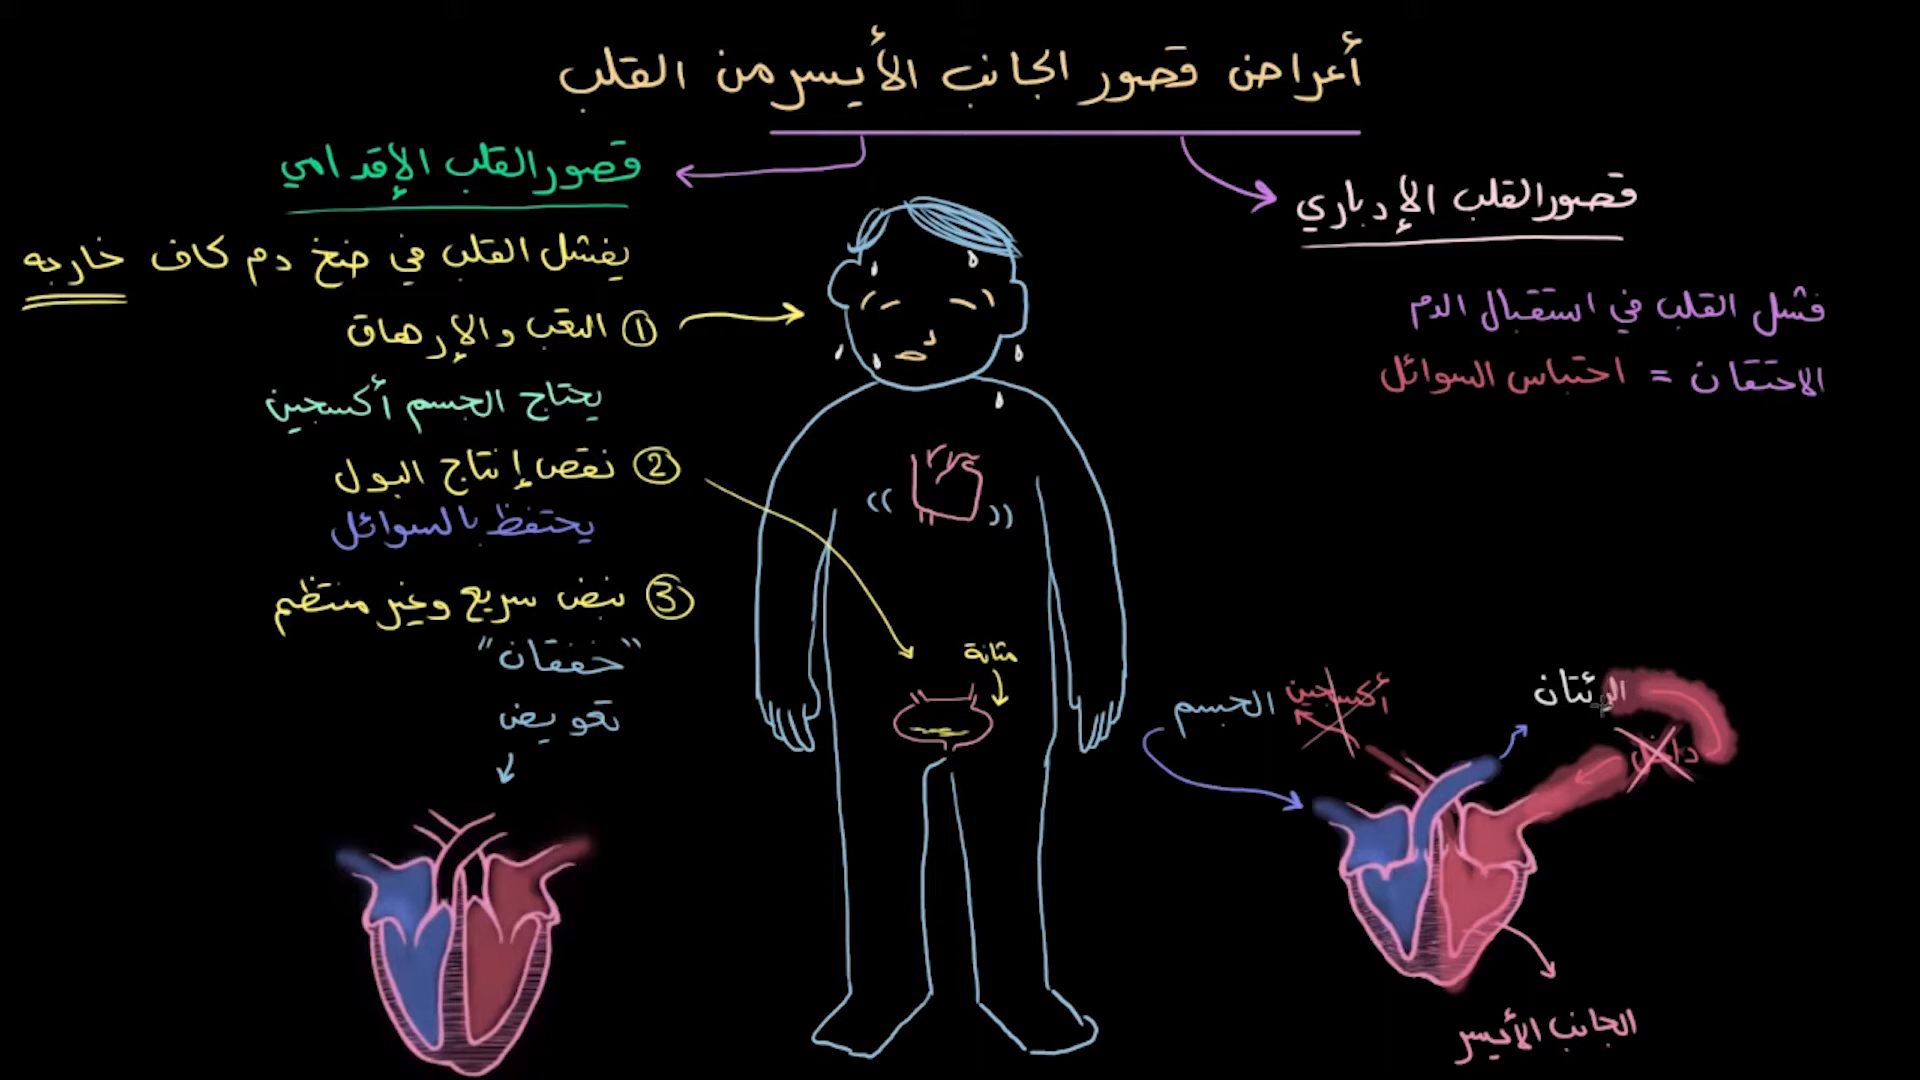 أعراض قصور الجانب الأيسر من القلب
قصور القلب الإدباري
فشل القلب في استقبال الدم
الاحتقان = احتباس السوائل
قصور القلب الإقدامي
يفشل القلب في ضخ دم كاف خارجه
① التعب والإرهاق
يحتاج الجسم أكسجين
② نقص إنتاج البول
يحتفظ بالسوائل
③ نبض سريع وغير منتظم
"خفقان"
تعويض
مثانة
الرئتان
أكسجين
الجسم
داخل
الجانب الأيسر